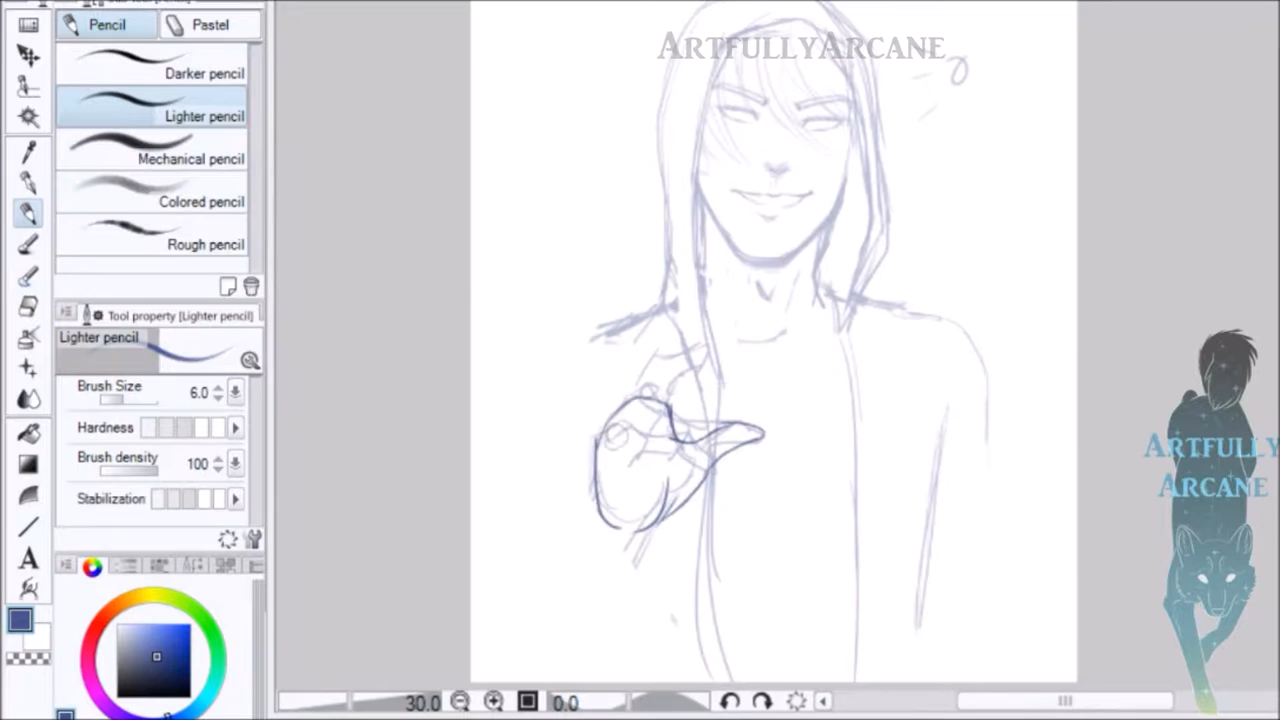 Pencil
Pastel
Darker pencil
Lighter pencil
Mechanical pencil
Colored pencil
Rough pencil
Tool property [Lighter pencil]
Lighter pencil
Brush Size
6.0
Hardness
Brush density
100
Stabilization
A
30.0
0.0
ArtfullyArcane
Artfully
Arcane